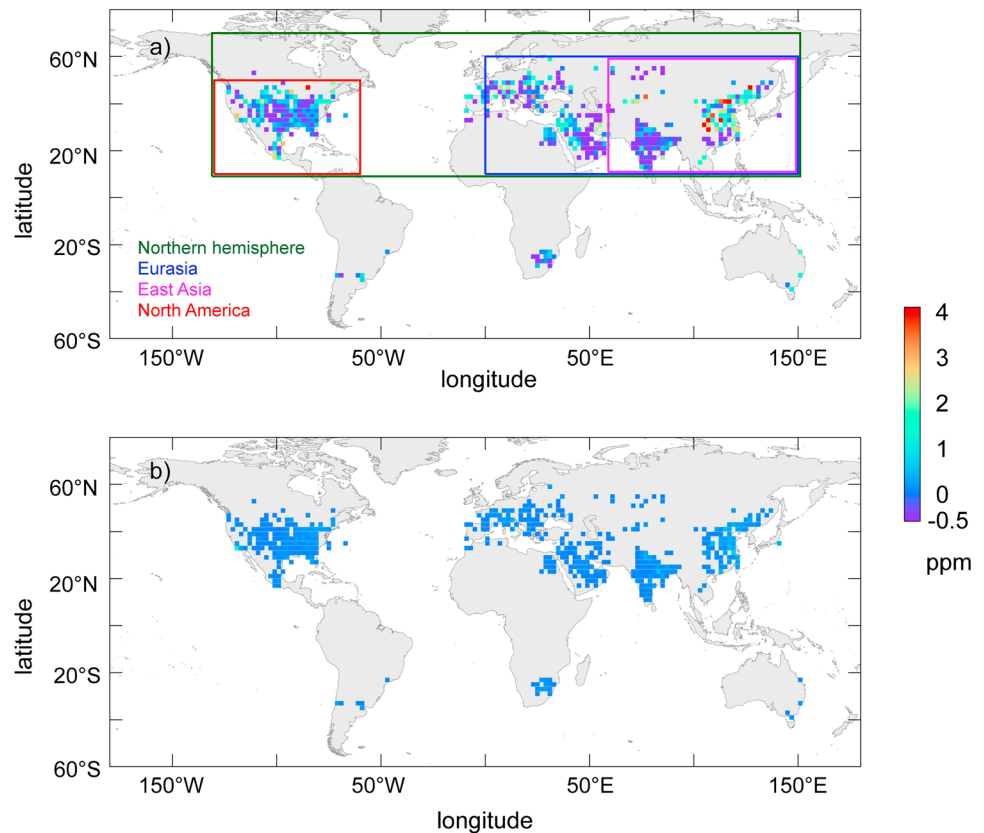 a)
60°N
20°N
20°S
60°S
latitude
Northern hemisphere
Eurasia
East Asia
North America
150°W
50°W
50°E
150°E
longitude
4
3
2
1
0
-0.5
ppm
b)
60°N
20°N
20°S
60°S
latitude
150°W
50°W
50°E
150°E
longitude